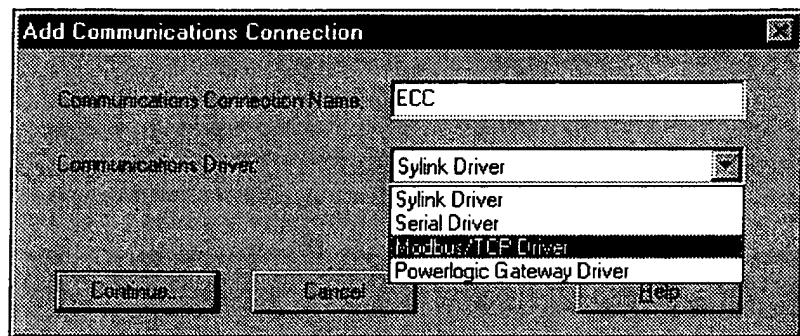 Add Communications Connection
Communications Connection Name: ECC
Communications Driver: Sylink Driver
Sylink Driver
Serial Driver
Modbus/TCP Driver
Powerlogic Gateway Driver
Continue... Cancel Help